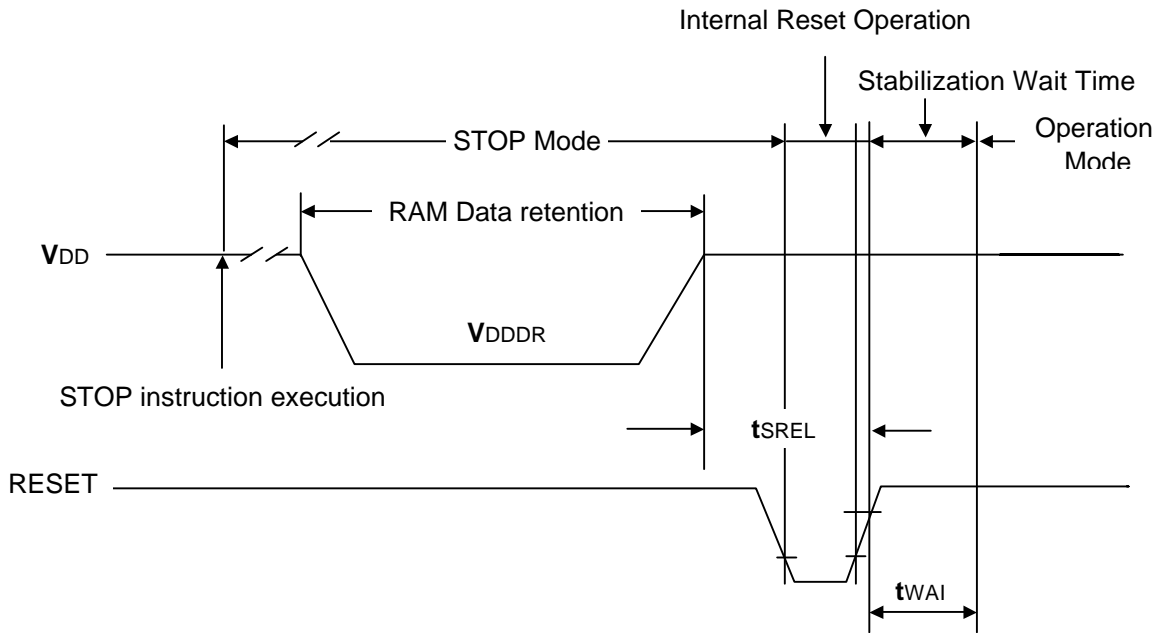 Internal Reset Operation
Stabilization Wait Time
STOP Mode
Operation
Mode
RAM Data retention
VDD
VDDDR
STOP instruction execution
tSREL
RESET
tWAI